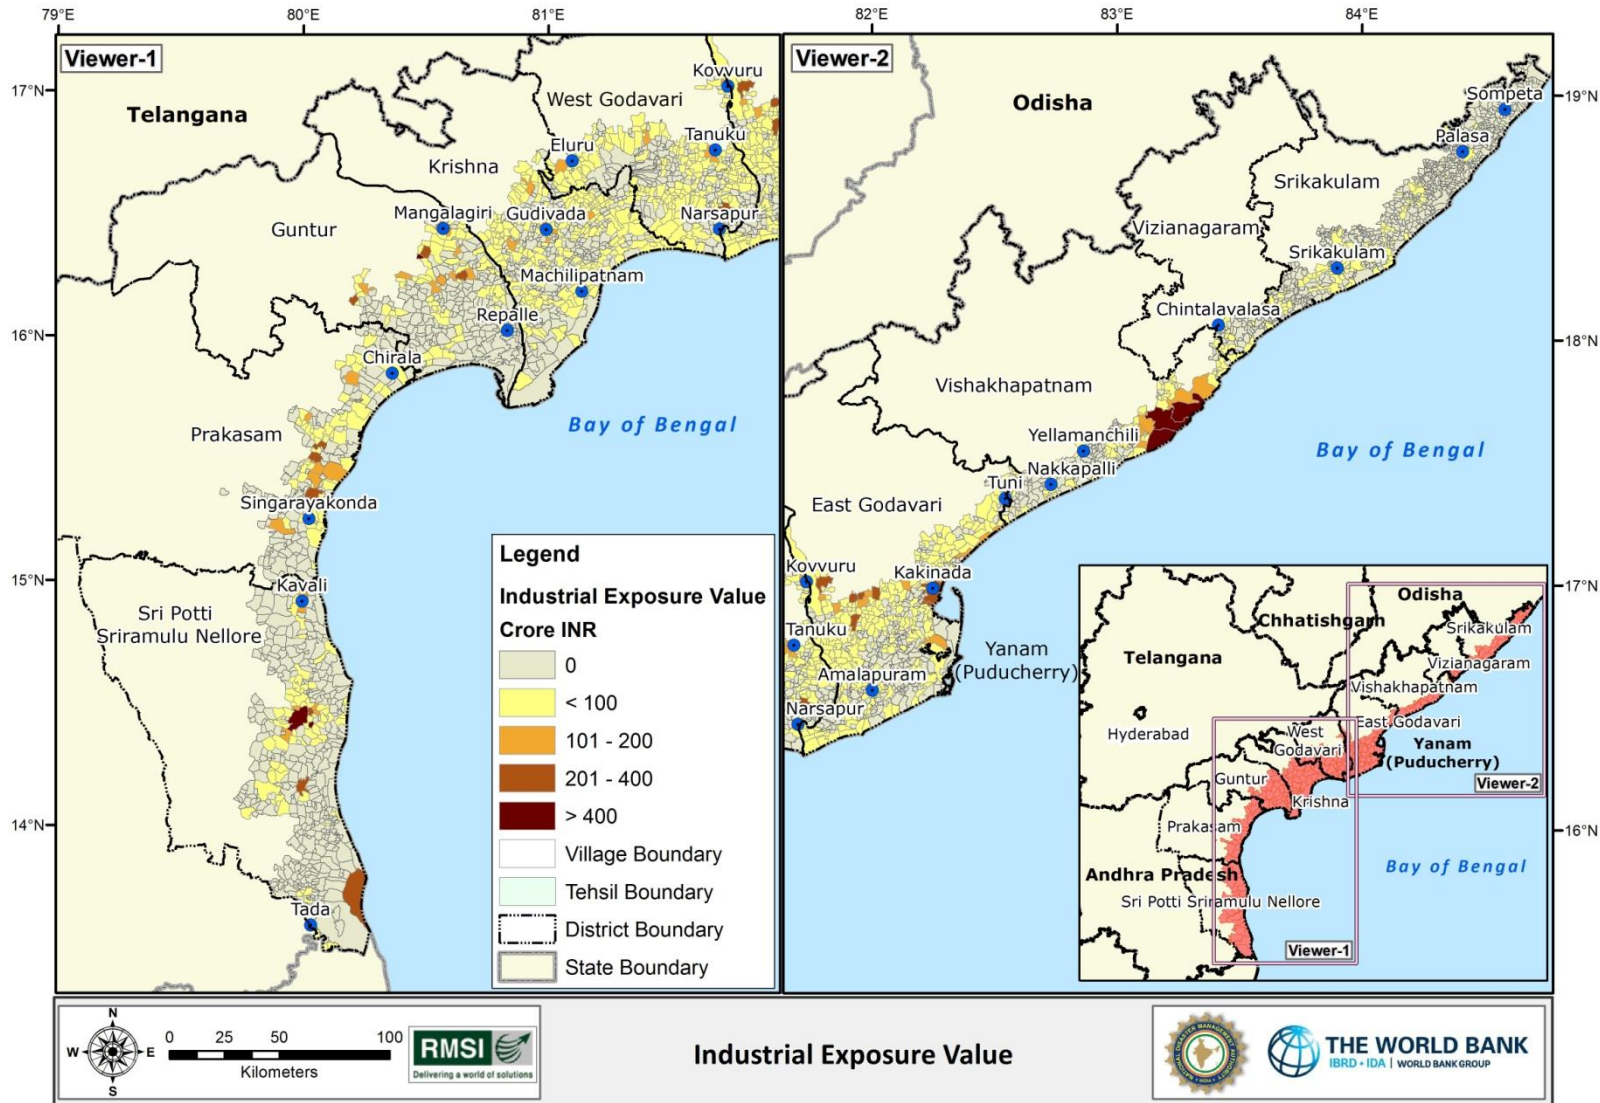 79°E
80°E
81°E
82°E
83°E
84°E
Viewer-1
17°N
16°N
15°N
14°N
Telangana
West Godavari
Kovvuru
Eluru
Tanuku
Krishna
Guntur
Mangalagiri
Gudivada
Narsapur
Machilipatnam
Repalle
Chirala
Bay of Bengal
Prakasam
Singarayakonda
Kavali
Sri Potti
Sriramulu Nellore
Tada
Legend
Industrial Exposure Value
Crore INR
0
< 100
101 - 200
201 - 400
> 400
Village Boundary
Tehsil Boundary
District Boundary
State Boundary
Viewer-2
19°N
18°N
17°N
16°N
Odisha
Sompeta
Palasa
Srikakulam
Vizianagaram
Srikakulam
Chintalavalasa
Vishakhapatnam
Yellamanchili
Nakkapalli
Tuni
Bay of Bengal
East Godavari
Kovvuru
Kakinada
Tanuku
Yanam
(Puducherry)
Amalapuram
Narsapur
Odisha
Chhatishgarh
Srikakulam
Telangana
Vizianagaram
Vishakhapatnam
East Godavari
Hyderabad
West
Godavari
Yanam
(Puducherry)
Guntur
Viewer-2
Krishna
Prakasam
Bay of Bengal
Andhra Pradesh
Sri Potti Sriramulu Nellore
Viewer-1
N
W
E
S
0 25 50 100
Kilometers
RMSI
Delivering a world of solutions
Industrial Exposure Value
THE WORLD BANK
IBRD • IDA | WORLD BANK GROUP